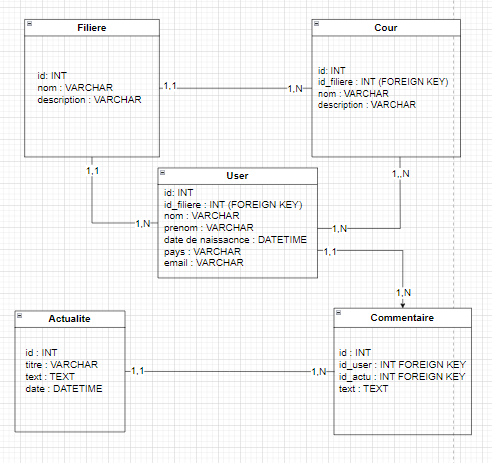 Filiere
id: INT
nom : VARCHAR
description : VARCHAR
Cour
id: INT
id_filiere : INT (FOREIGN KEY)
nom : VARCHAR
description : VARCHAR
1,1
1,N
1,1
1,.N
User
id: INT
id_filiere : INT (FOREIGN KEY)
nom : VARCHAR
prenom : VARCHAR
date de naissacnce : DATETIME
pays : VARCHAR
email : VARCHAR
1,N
1,N
1,1
1,N
Actualite
id : INT
titre : VARCHAR
text : TEXT
date : DATETIME
Commentaire
id : INT
id_user : INT FOREIGN KEY
id_actu : INT FOREIGN KEY
text : TEXT
1,1
1,N